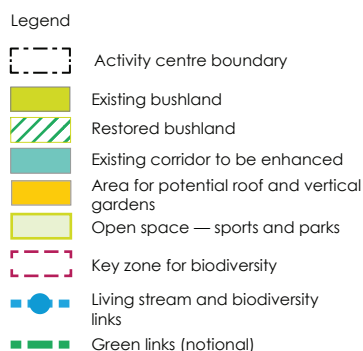 Legend
Activity centre boundary
Existing bushland
Restored bushland
Existing corridor to be enhanced
Area for potential roof and vertical
gardens
Open space — sports and parks
Key zone for biodiversity
Living stream and biodiversity
links
Green links (notional)